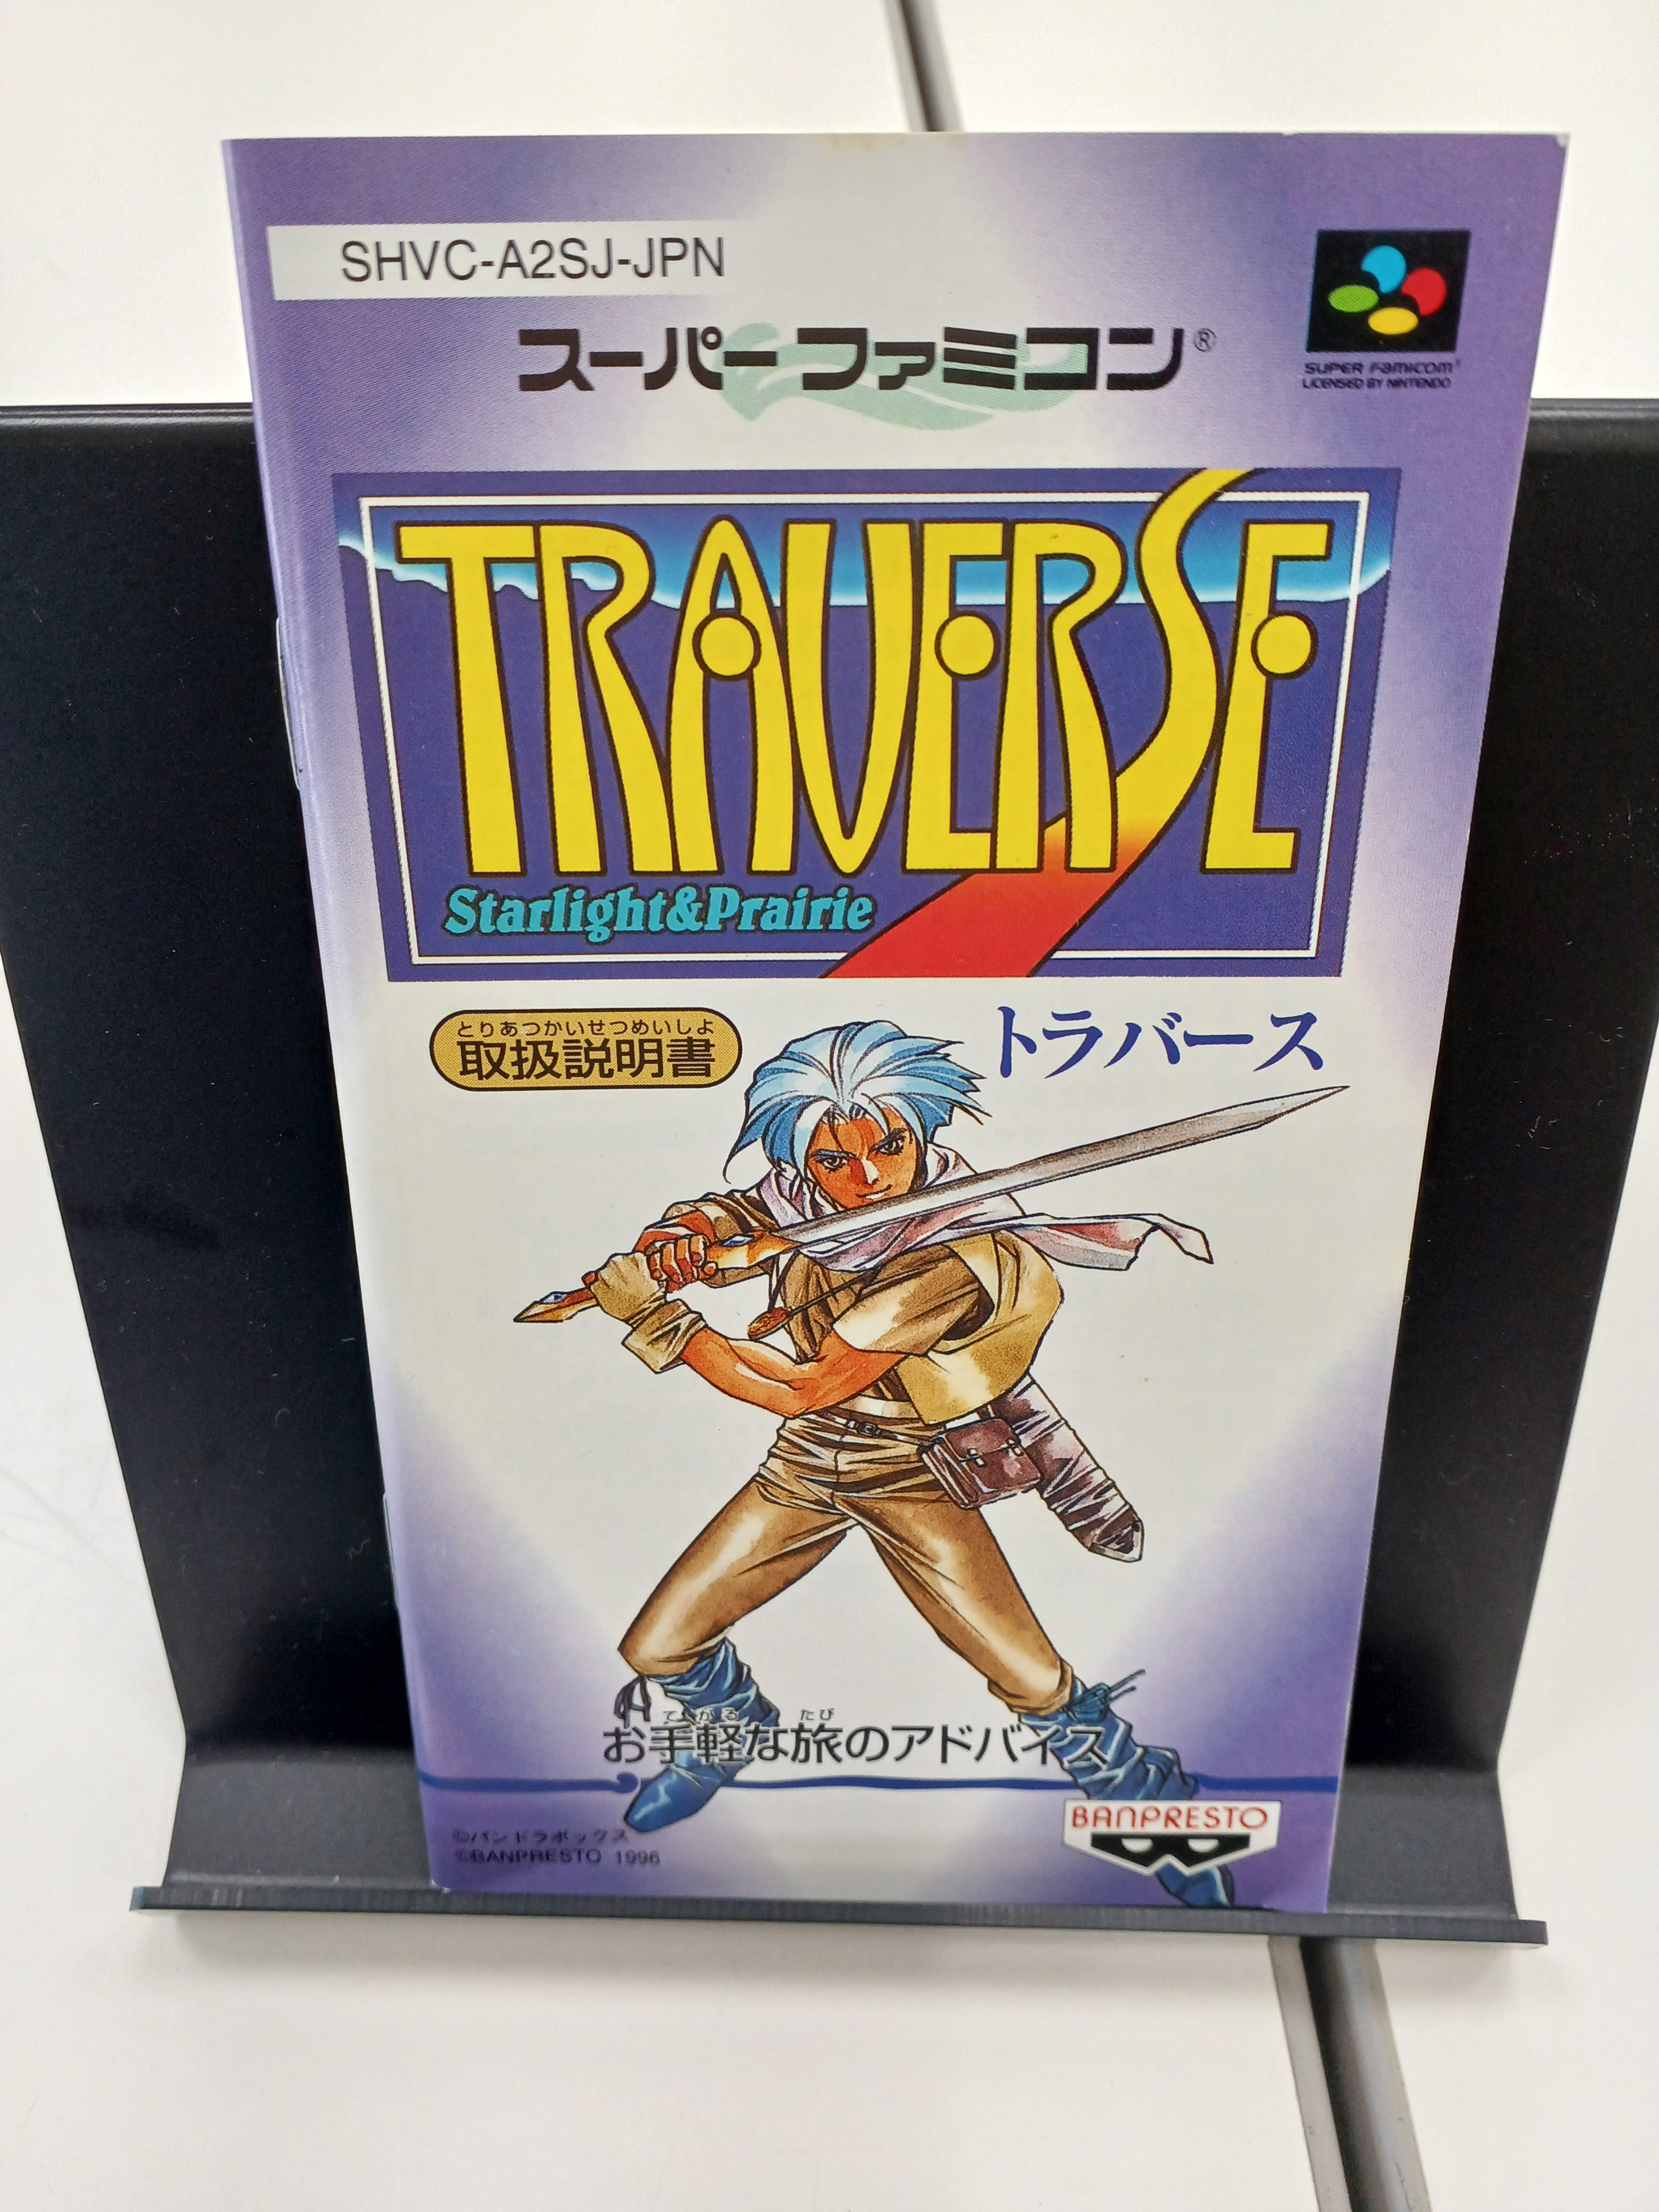 SHVC-A2SJ-JPN
スーパーファミコン®
SUPER FAMICOM
LICENSED BY NINTENDO
TRAVERSE
Starlight&Prairie
とりあつかいせつめいしよ
取扱説明書
トラバース
てがる たび
お手軽な旅のアドバイス
BANPRESTO
©パンドラボックス
©BANPRESTO 1996